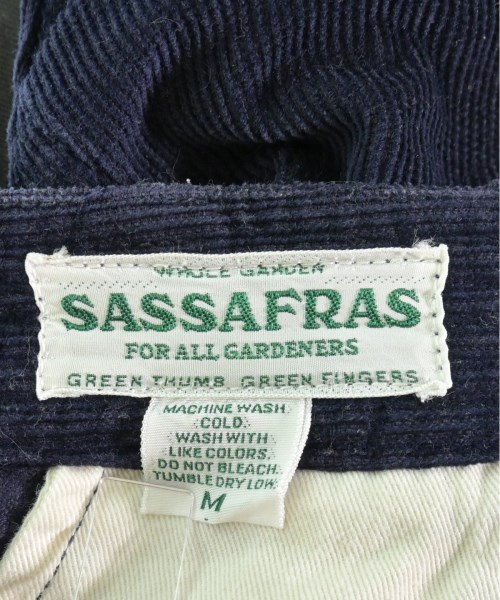 WHOLE GARDEN
SASSAFRAS
FOR ALL GARDENERS
GREEN THUMB GREEN FINGERS
MACHINE WASH
COLD.
WASH WITH
LIKE COLORS.
DO NOT BLEACH.
TUMBLE DRY LOW.
M